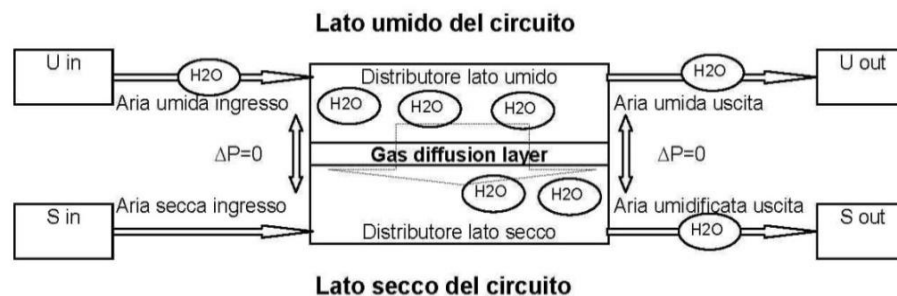 Lato umido del circuito
U in
H2O
Distributore lato umido
H2O
U out
Aria umida ingresso
H2O
H2O
H2O
Aria umida uscita
ΔP=0
Gas diffusion layer
ΔP=0
S in
Aria secca ingresso
H2O
H2O
Aria umidificata uscita
S out
Distributore lato secco
H2O
Lato secco del circuito